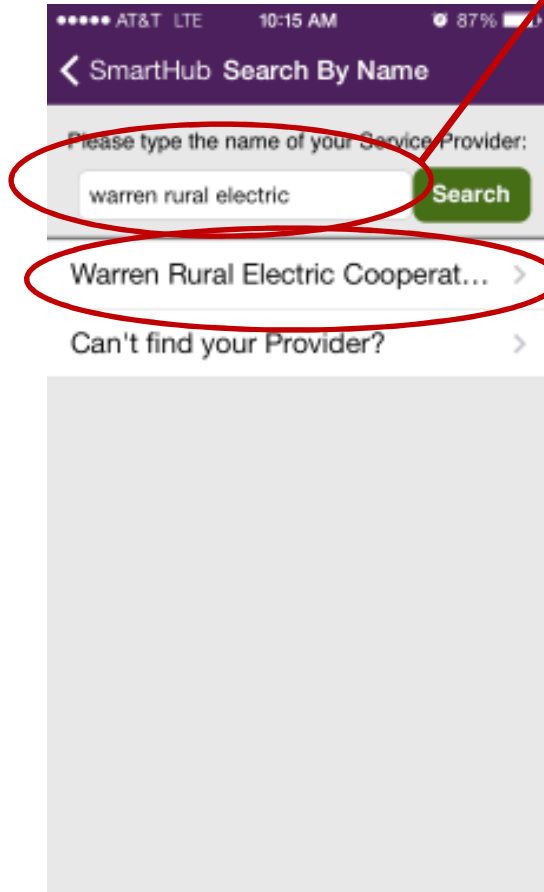 AT&T LTE 10:15 AM 87%
SmartHub Search By Name
Please type the name of your Service Provider:
warren rural electric Search
Warren Rural Electric Cooperat...
Can't find your Provider?